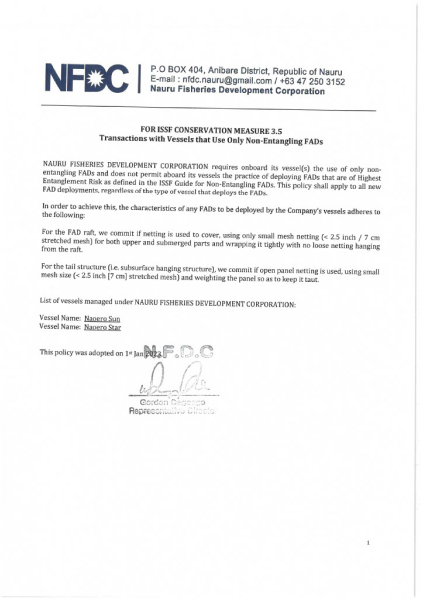 NFDC
P.O BOX 404, Anibare District, Republic of Nauru
E-mail : nfdc.nauru@gmail.com / +63 47 250 3152
Nauru Fisheries Development Corporation
FOR ISSF CONSERVATION MEASURE 3.5
Transactions with Vessels that Use Only Non-Entangling FADs
NAURU FISHERIES DEVELOPMENT CORPORATION requires onboard its vessel(s) the use of only non-
entangling FADs and does not permit aboard its vessels the practice of deploying FADs that are of Highest
Entanglement Risk as defined in the ISSF Guide for Non-Entangling FADs. This policy shall apply to all new
FAD deployments, regardless of the type of vessel that deploys the FADs.
In order to achieve this, the characteristics of any FADs to be deployed by the Company's vessels adheres to
the following:
For the FAD raft, we commit if netting is used to cover, using only small mesh netting (< 2.5 inch / 7 cm
stretched mesh) for both upper and submerged parts and wrapping it tightly with no loose netting hanging
from the raft.
For the tail structure (i.e. subsurface hanging structure), we commit if open panel netting is used, using small
mesh size (< 2.5 inch [7 cm] stretched mesh) and weighting the panel so as to keep it taut.
List of vessels managed under NAURU FISHERIES DEVELOPMENT CORPORATION:
Vessel Name: Naoero Sun
Vessel Name: Naoero Star
This policy was adopted on 1st Jan
N.F.D.C
Gordon
1